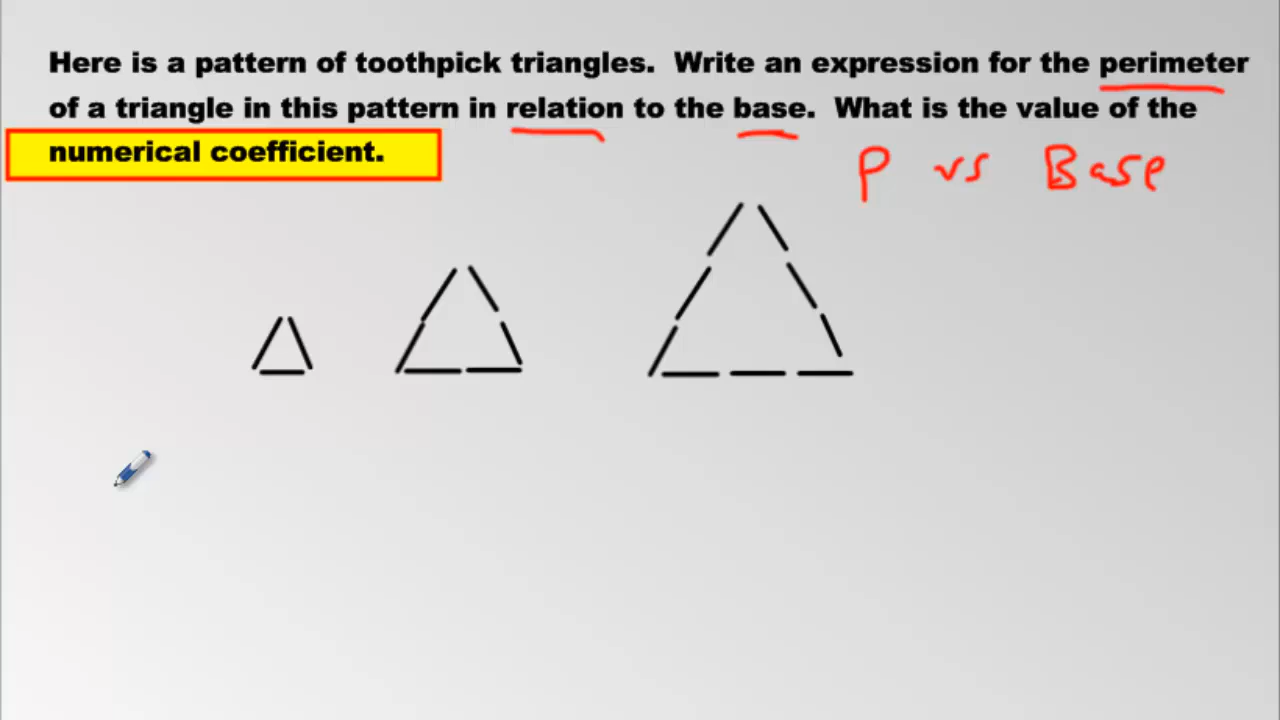 Here is a pattern of toothpick triangles. Write an expression for the perimeter
of a triangle in this pattern in relation to the base. What is the value of the
numerical coefficient.
P vs Base